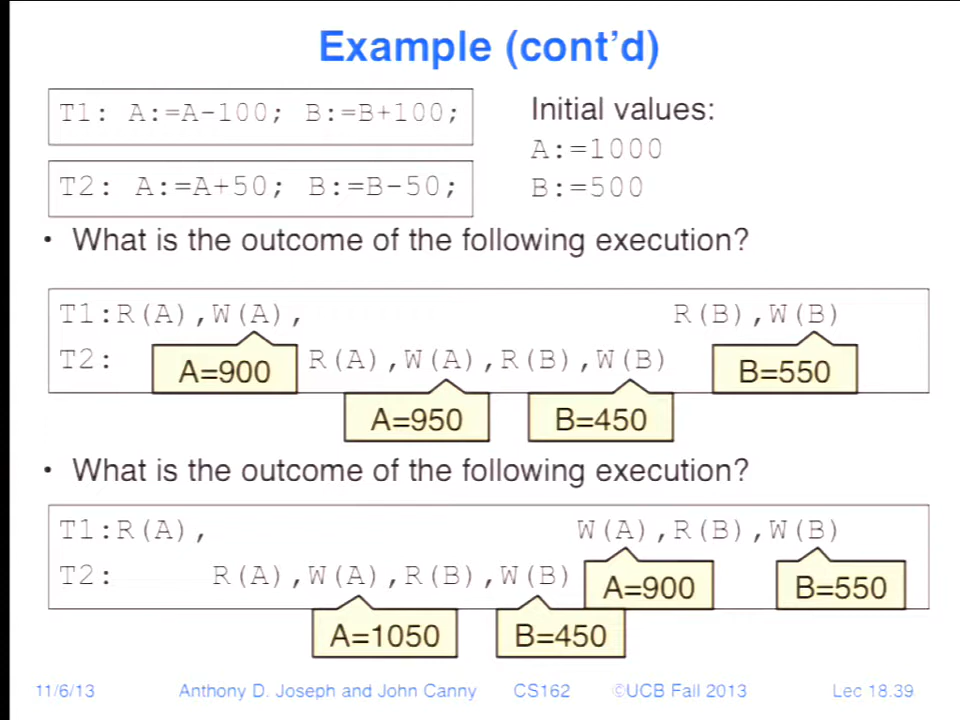 Example (cont'd)
T1: A:=A-100; B:=B+100;
Initial values:
A:=1000
T2: A:=A+50; B:=B-50;
B:=500
• What is the outcome of the following execution?
T1:R(A),W(A), R(B),W(B)
T2: R(A),W(A),R(B),W(B)
A=900 B=550
A=950 B=450
• What is the outcome of the following execution?
T1:R(A), W(A),R(B),W(B)
T2: R(A),W(A),R(B),W(B)
A=900 B=550
A=1050 B=450
11/6/13 Anthony D. Joseph and John Canny CS162 ©UCB Fall 2013 Lec 18.39